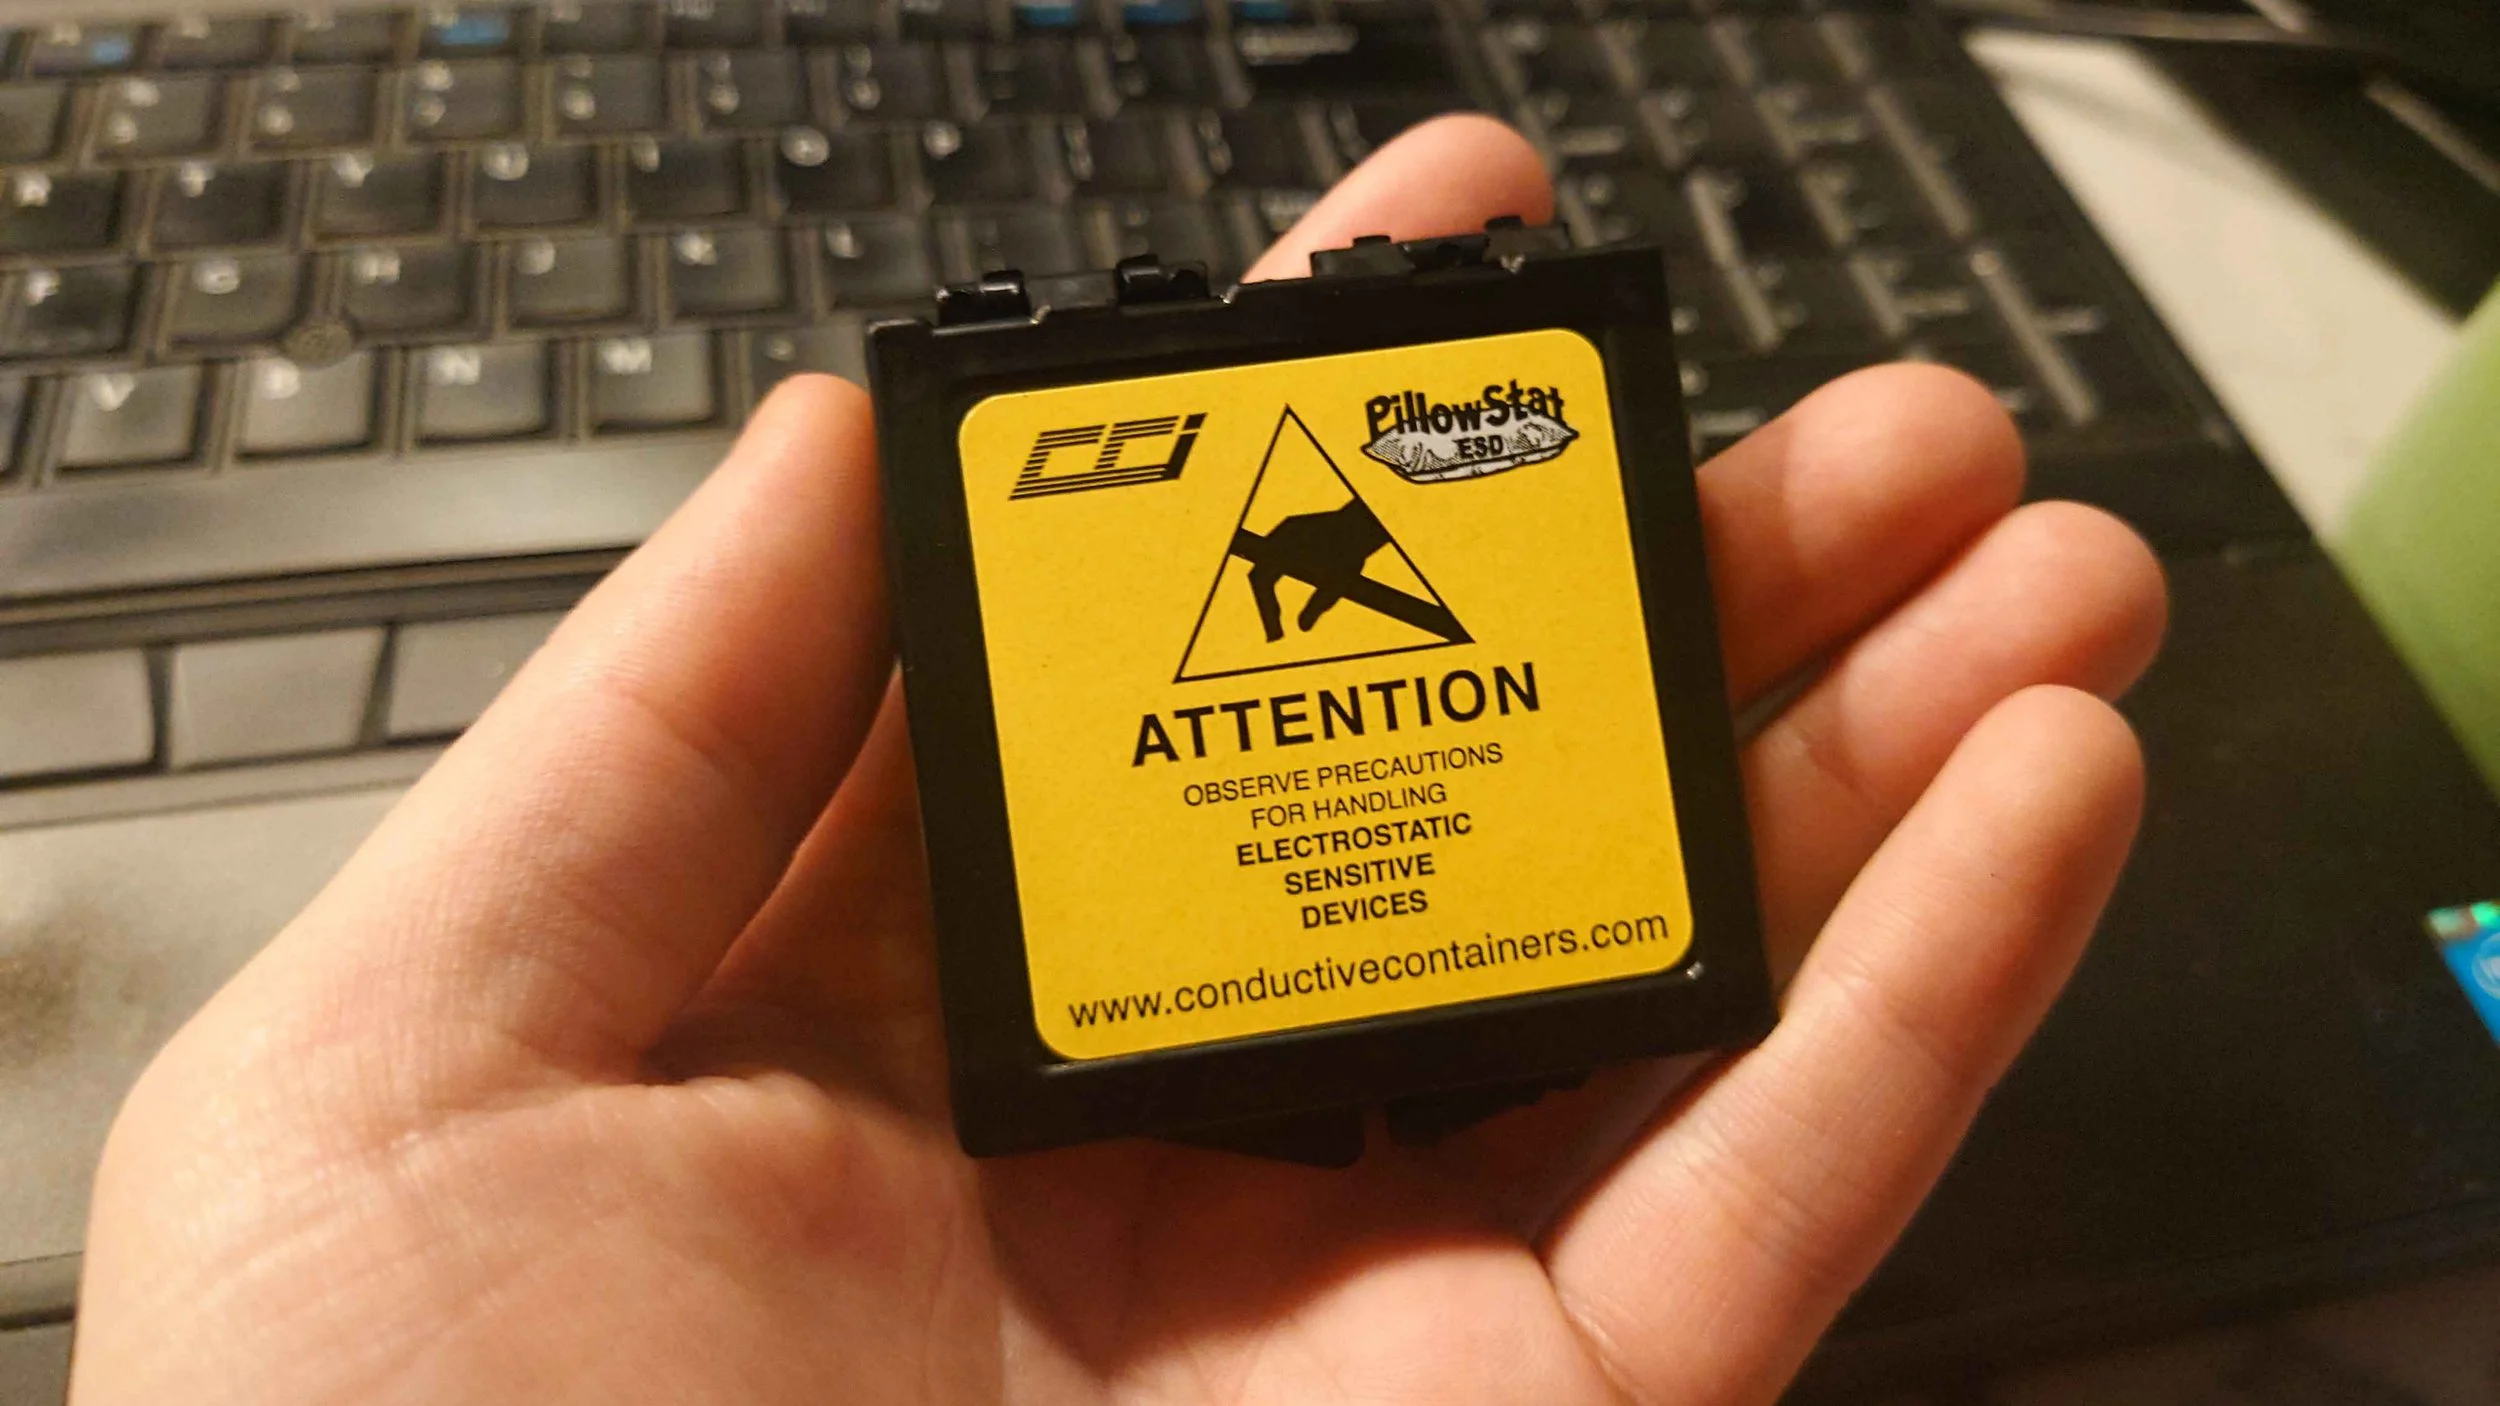 CCI
PillowStat
ESD
ATTENTION
OBSERVE PRECAUTIONS
FOR HANDLING
ELECTROSTATIC
SENSITIVE
DEVICES
www.conductivecontainers.com
V
B
N
M